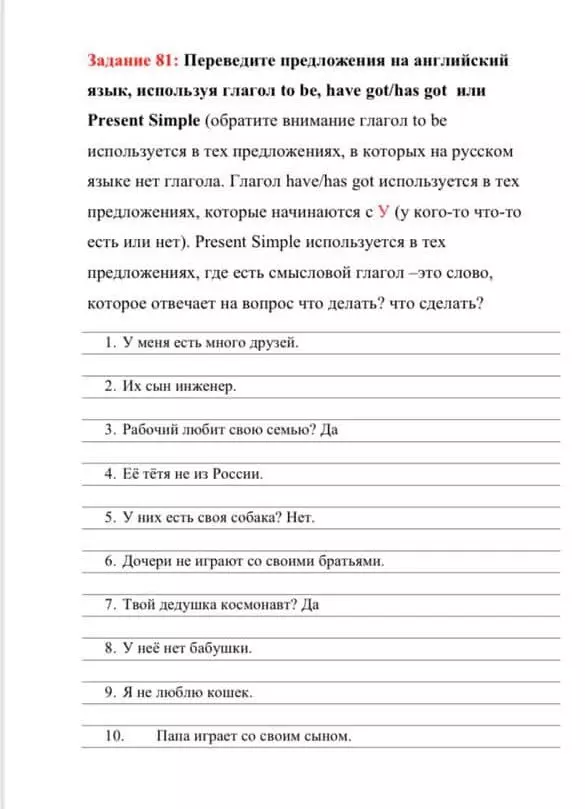 Задание 81: Переведите предложения на английский
язык, используя глагол to be, have got/has got или
Present Simple (обратите внимание глагол to be
используется в тех предложениях, в которых на русском
языке нет глагола. Глагол have/has got используется в тех
предложениях, которые начинаются с У (у кого-то что-то
есть или нет). Present Simple используется в тех
предложениях, где есть смысловой глагол –это слово,
которое отвечает на вопрос что делать? что сделать?
1. У меня есть много друзей.
2. Их сын инженер.
3. Рабочий любит свою семью? Да
4. Её тётя не из России.
5. У них есть своя собака? Нет.
6. Дочери не играют со своими братьями.
7. Твой дедушка космонавт? Да
8. У неё нет бабушки.
9. Я не люблю кошек.
10. Папа играет со своим сыном.